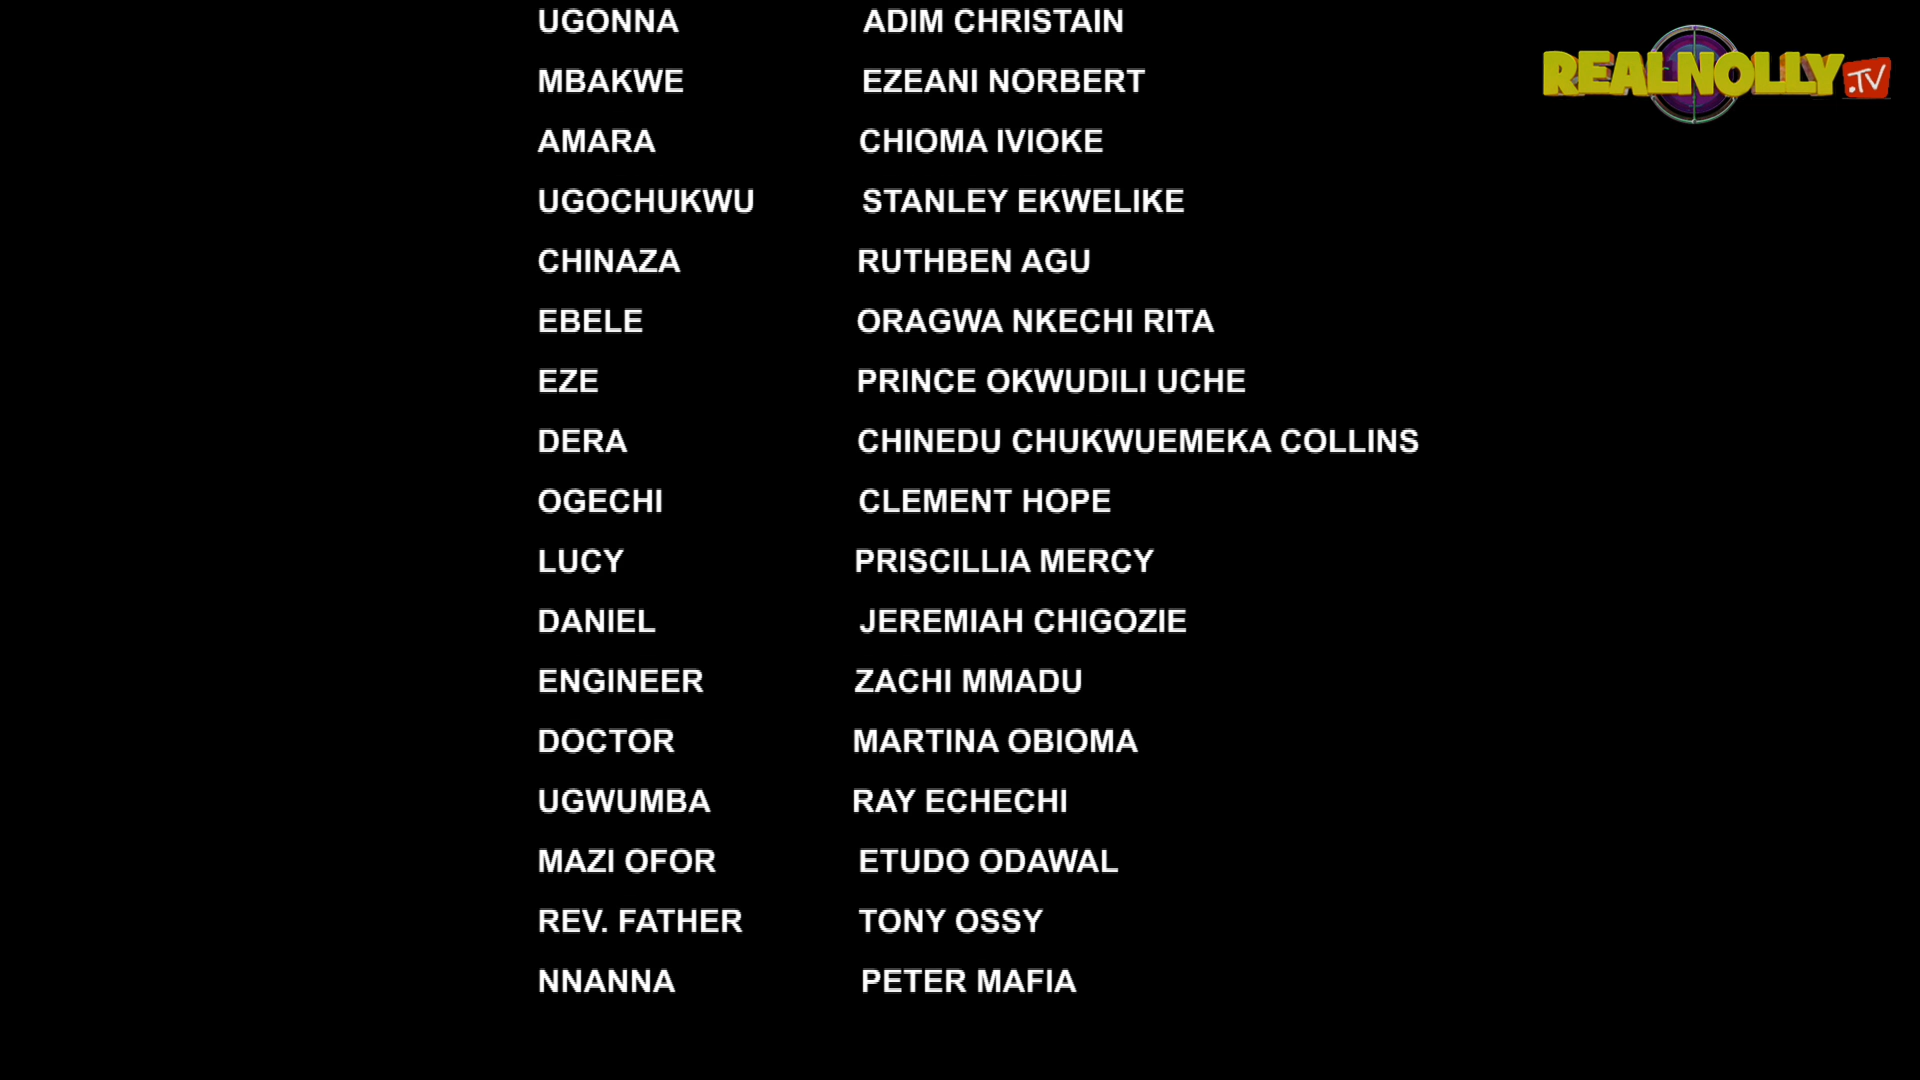 UGONNA ADIM CHRISTAIN
REALNOLLY.TV
MBAKWE EZEANI NORBERT
AMARA CHIOMA IVIOKE
UGOCHUKWU STANLEY EKWELIKE
CHINAZA RUTHBEN AGU
EBELE ORAGWA NKECHI RITA
EZE PRINCE OKWUDILI UCHE
DERA CHINEDU CHUKWUEMEKA COLLINS
OGECHI CLEMENT HOPE
LUCY PRISCILLIA MERCY
DANIEL JEREMIAH CHIGOZIE
ENGINEER ZACHI MMADU
DOCTOR MARTINA OBIOMA
UGWUMBA RAY ECHECHI
MAZI OFOR ETUDO ODAWAL
REV. FATHER TONY OSSY
NNANNA PETER MAFIA